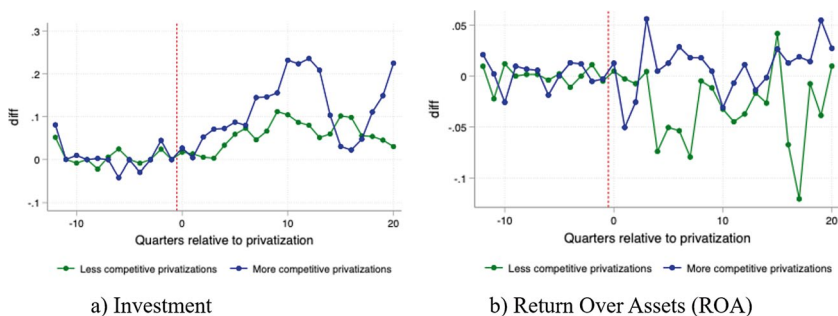 .3
.2
.1
0
-.1
diff
-10
0
10
20
Quarters relative to privatization
Less competitive privatizations
More competitive privatizations
a) Investment
.05
0
-.05
-.1
diff
-10
0
10
20
Quarters relative to privatization
Less competitive privatizations
More competitive privatizations
b) Return Over Assets (ROA)